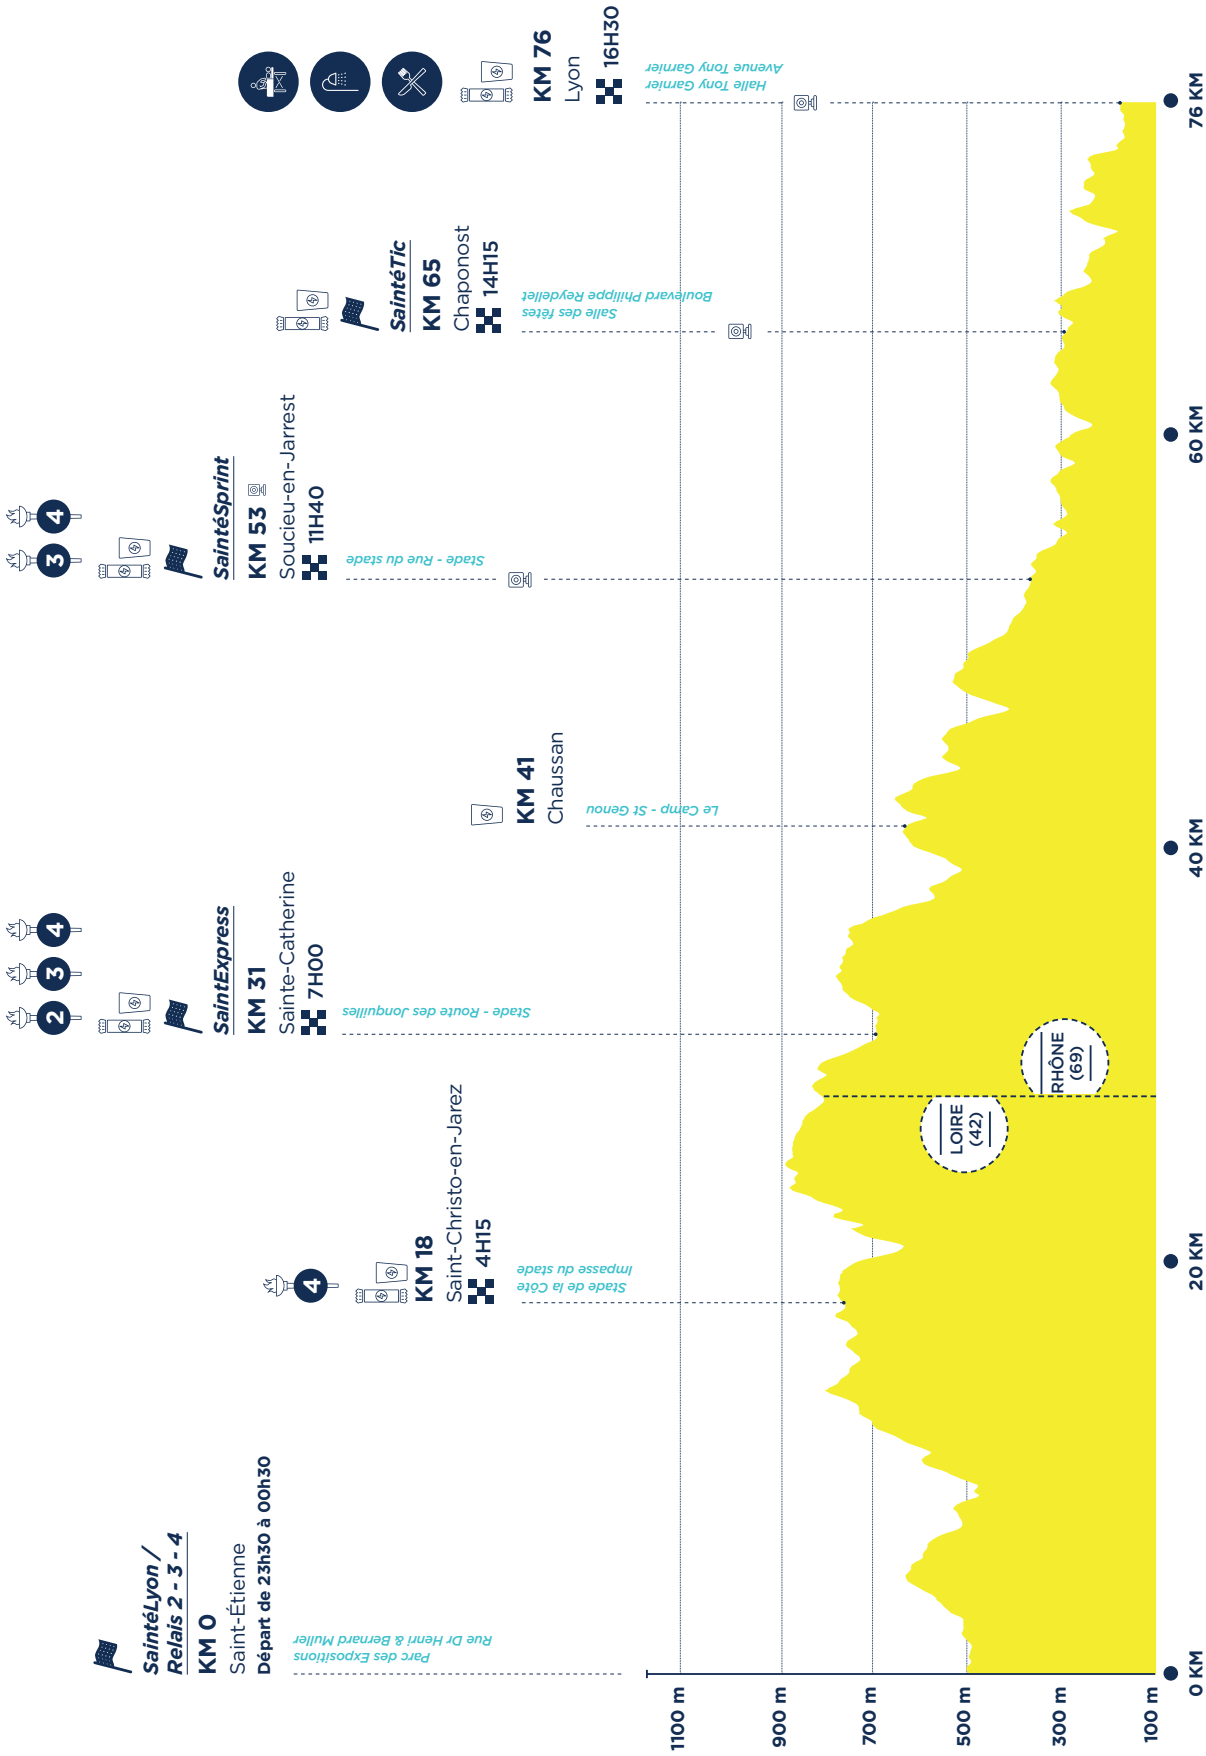 SaintéLyon /
Relais 2 - 3 - 4
KM 0
Saint-Étienne
Départ de 23h30 à 00h30
Parc des Expositions
Rue Dr Henri & Bernard Muller
4
KM 18
Saint-Christo-en-Jarez
4H15
Stade de la Côte
Impasse du stade
2
3
4
SaintExpress
KM 31
Sainte-Catherine
7H00
Stade - Route des Jonquilles
KM 41
Chaussan
Le Camp - St Genou
3
4
SaintéSprint
KM 53
Soucieu-en-Jarrest
11H40
Stade - Rue du stade
SaintéTic
KM 65
Chaponost
14H15
Salle des fêtes
Boulevard Philippe Reydellet
KM 76
Lyon
16H30
Halle Tony Garnier
Avenue Tony Garnier
1100 m
900 m
700 m
500 m
300 m
100 m
LOIRE
(42)
RHÔNE
(69)
0 KM
20 KM
40 KM
60 KM
76 KM